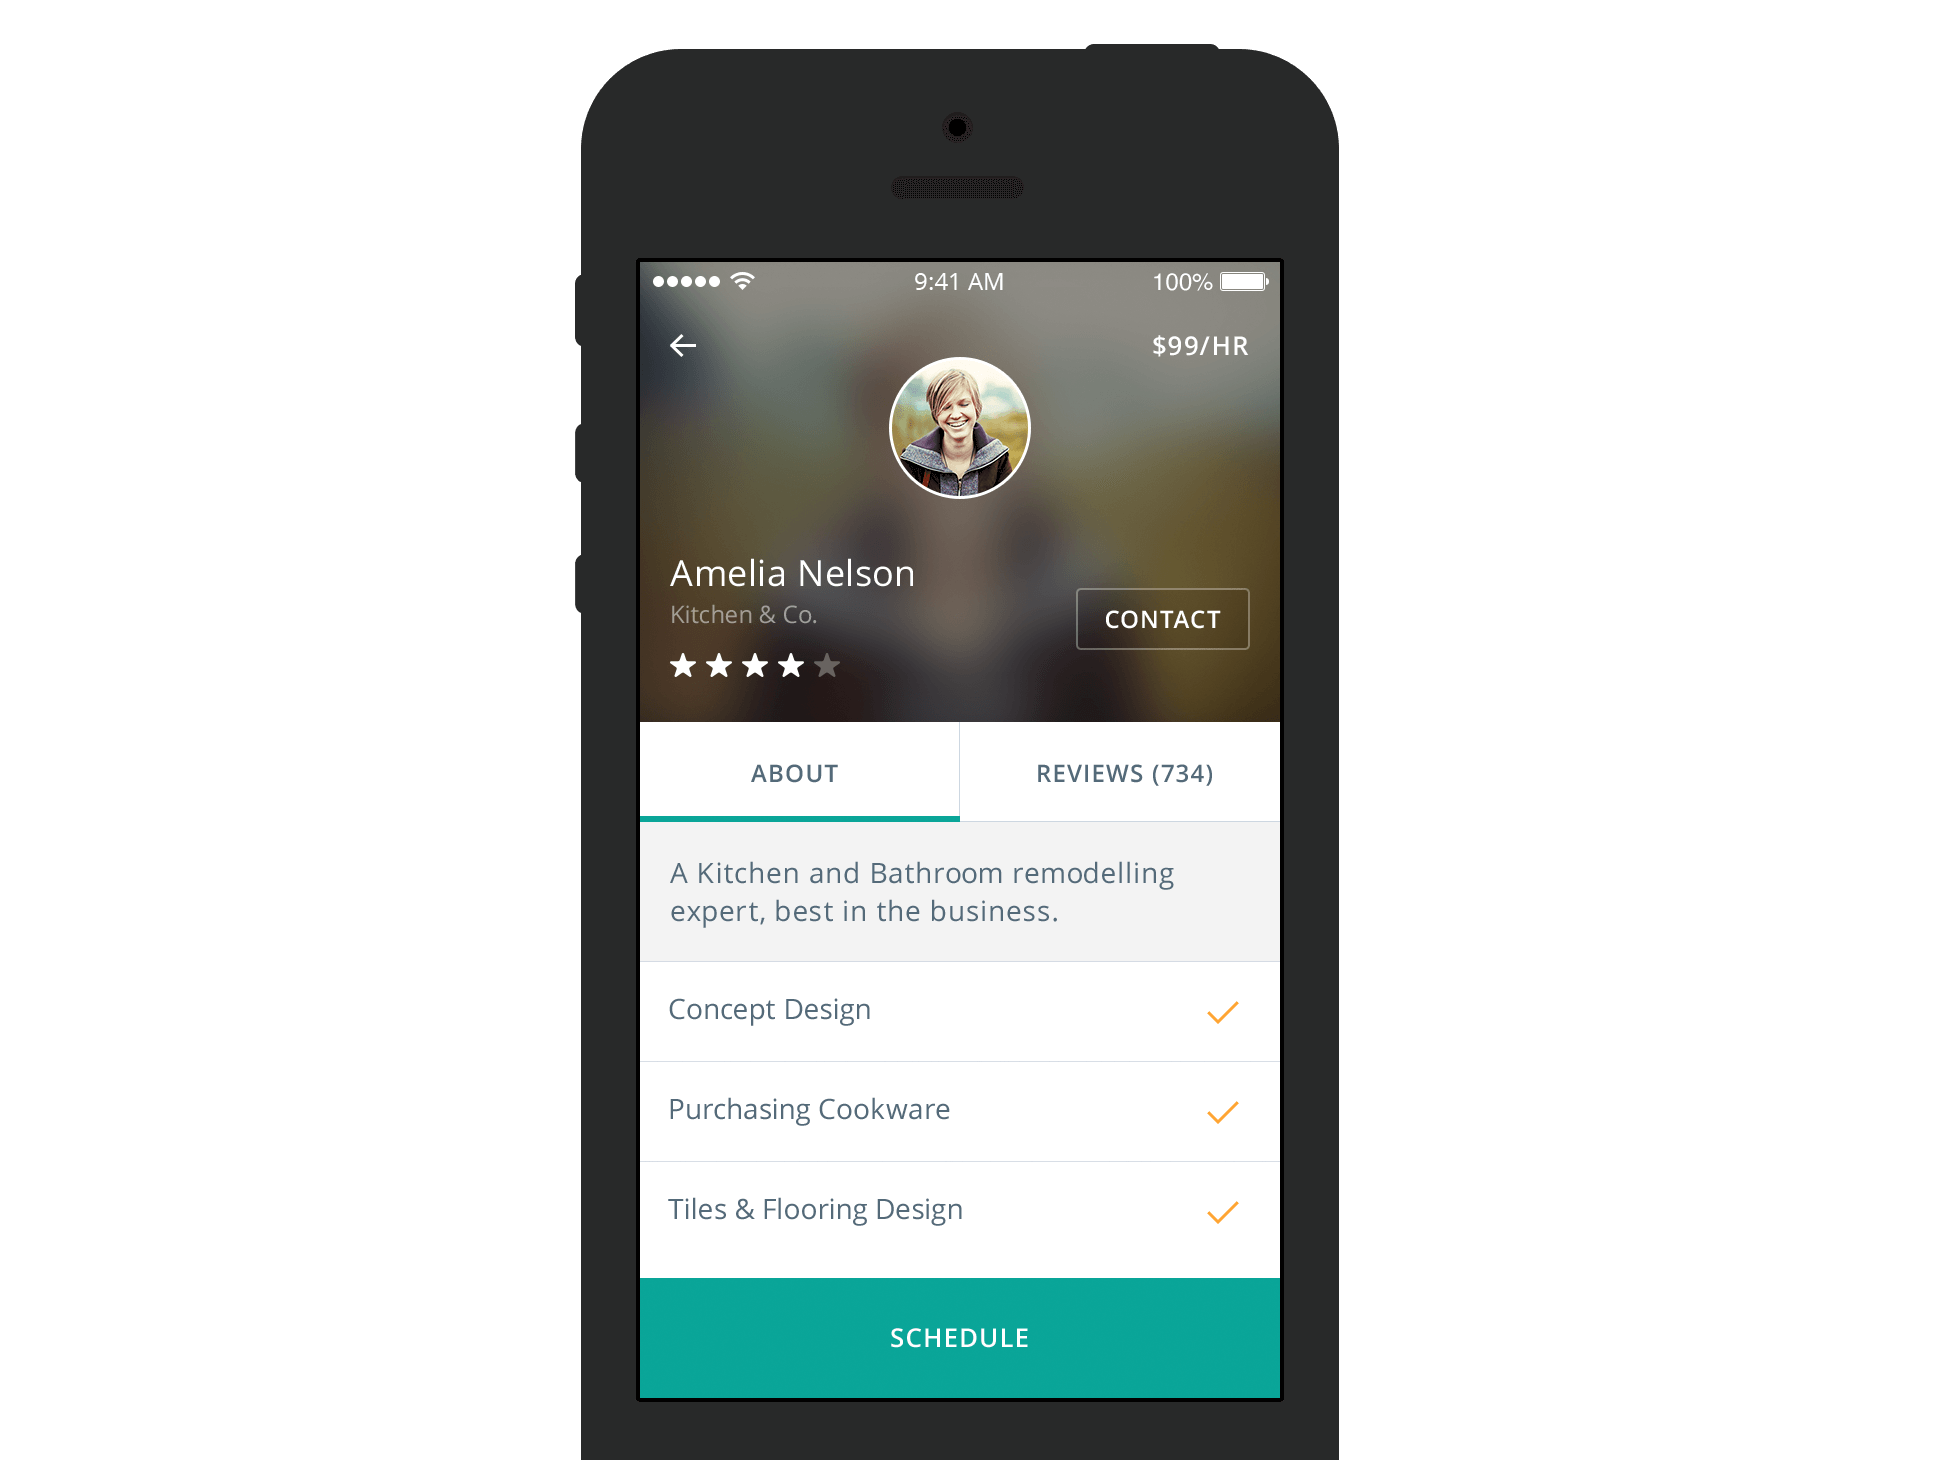 9:41 AM
100%
$99/HR
Amelia Nelson
Kitchen & Co.
CONTACT
ABOUT
REVIEWS (734)
A Kitchen and Bathroom remodelling
expert, best in the business.
Concept Design
Purchasing Cookware
Tiles & Flooring Design
SCHEDULE